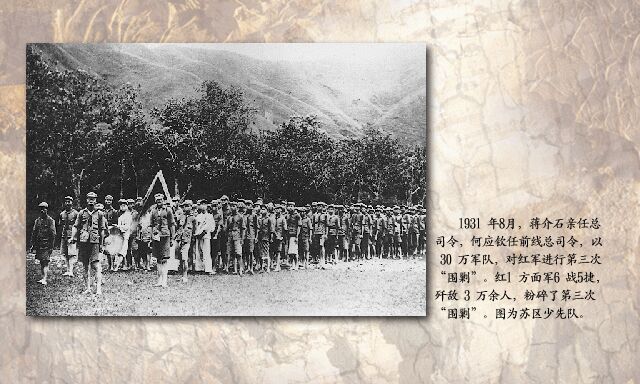 1931 年8月，蒋介石亲任总
司令，何应钦任前线总司令，以
30 万军队，对红军进行第三次
“围剿”。红1 方面军6 战5捷，
歼敌 3 万余人，粉碎了第三次
“围剿”。图为苏区少先队。